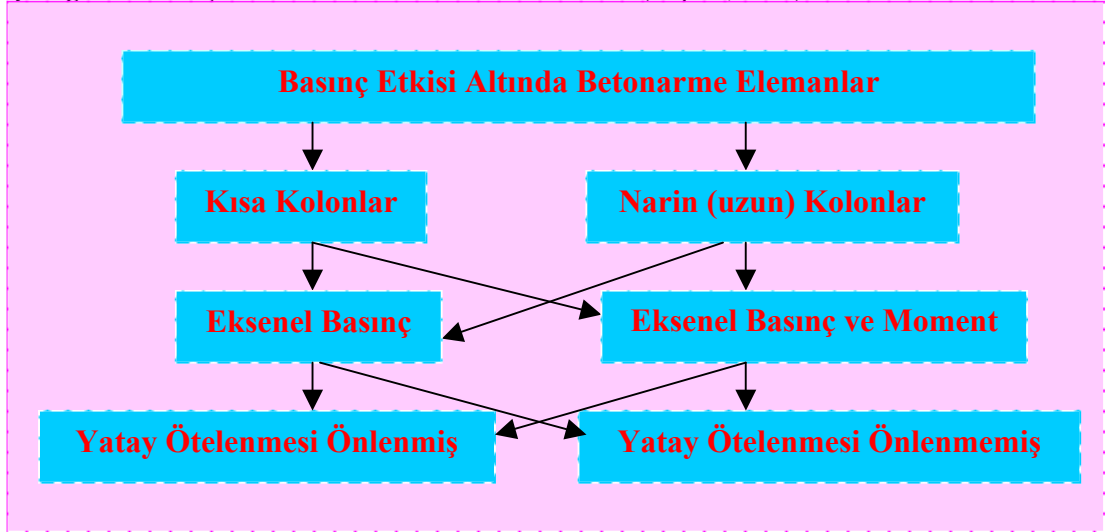 Basınç Etkisi Altında Betonarme Elemanlar
Kısa Kolonlar
Narin (uzun) Kolonlar
Eksenel Basınç
Eksenel Basınç ve Moment
Yatay Ötelenmesi Önlenmiş
Yatay Ötelenmesi Önlenmemiş